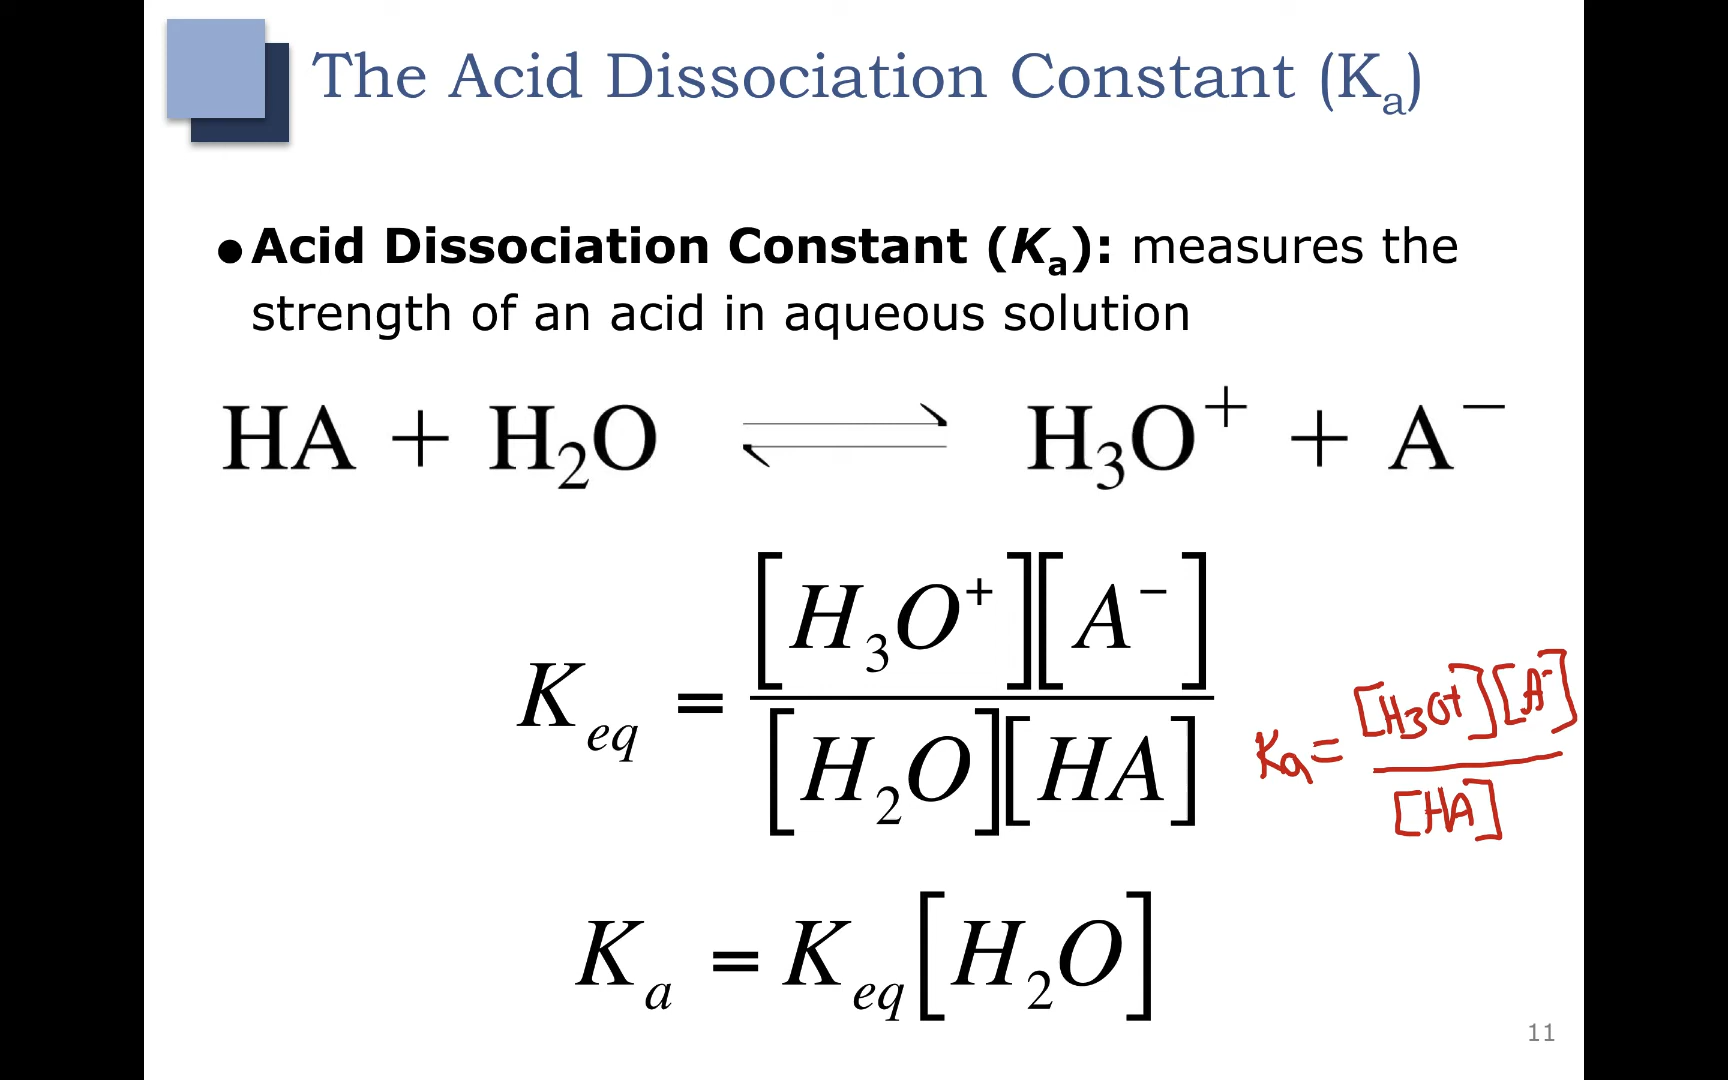 The Acid Dissociation Constant (Kₐ)
●Acid Dissociation Constant (Kₐ): measures the
strength of an acid in aqueous solution
HA + H₂O ⇌ H₃O⁺ + A⁻
K_eq = [H₃O⁺][A⁻] / [H₂O][HA]
Ka = [H₃O⁺][A⁻] / [HA]
Kₐ = K_eq[H₂O]
11